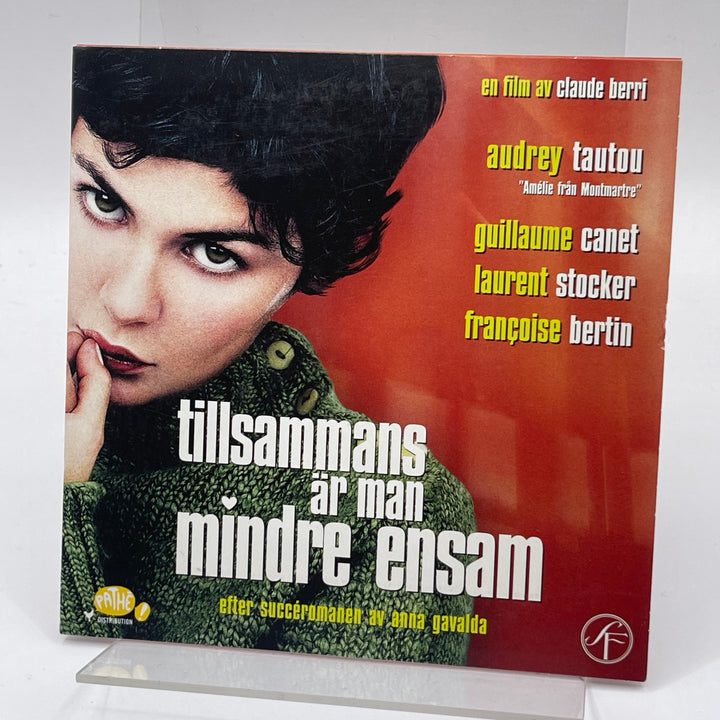 en film av claude berri
audrey tautou
"Amélie från Montmartre"
guillaume canet
laurent stocker
françoise bertin
tillsammans
är man
mindre ensam
efter succéromanen av anna gavalda
PATHE!
DISTRIBUTION
SF